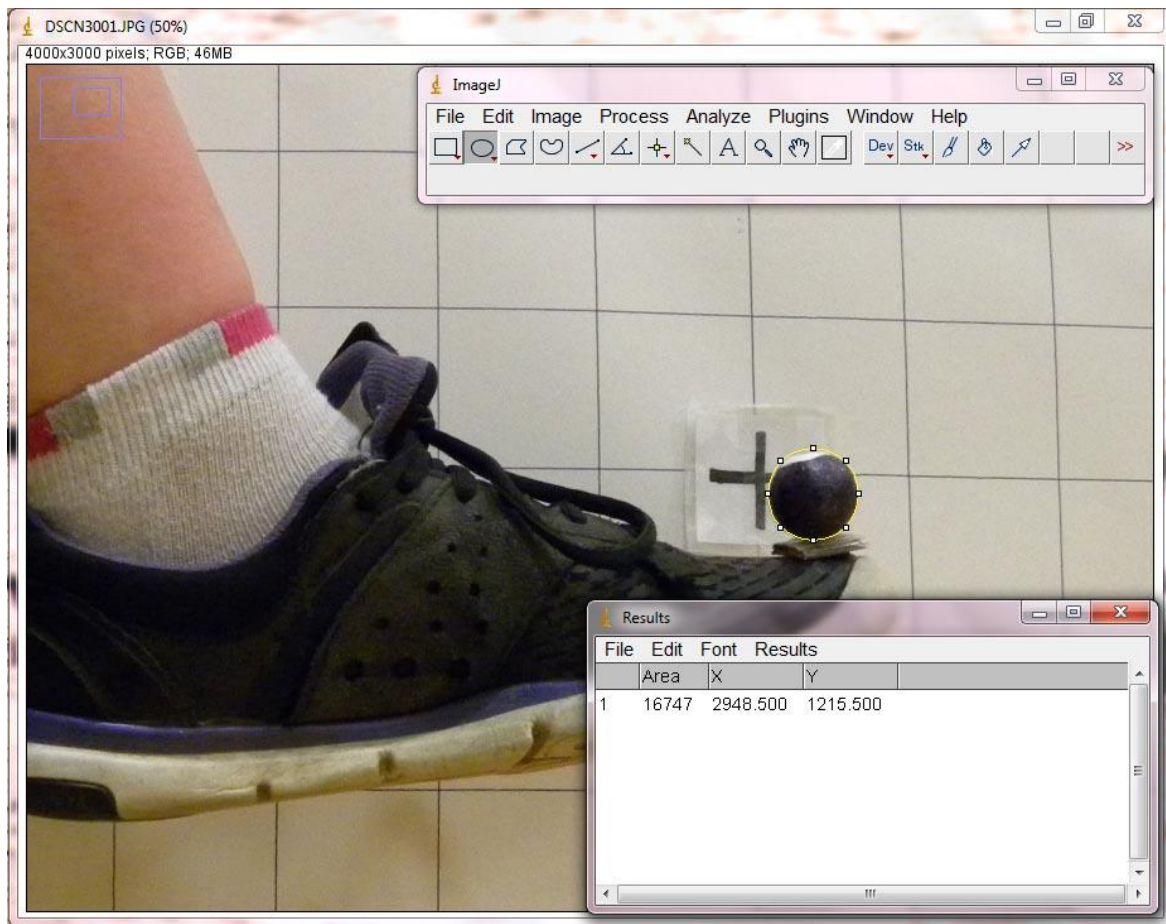 DSCN3001.JPG (50%)
4000x3000 pixels; RGB; 46MB
ImageJ
File Edit Image Process Analyze Plugins Window Help
A Dev Stk >>
Results
File Edit Font Results
Area X Y
1 16747 2948.500 1215.500